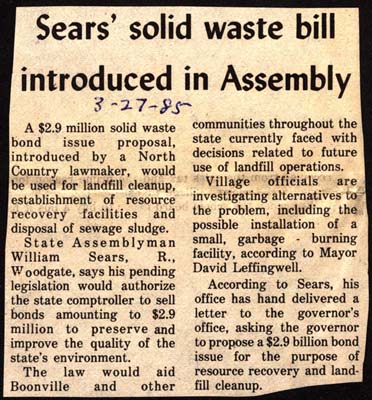 Sears' solid waste bill
introduced in Assembly
3-27-85
A $2.9 million solid waste
bond issue proposal,
introduced by a North
Country lawmaker, would
be used for landfill cleanup,
establishment of resource
recovery facilities and
disposal of sewage sludge.
State Assemblyman
William Sears, R.,
Woodgate, says his pending
legislation would authorize
the state comptroller to sell
bonds amounting to $2.9
million to preserve and
improve the quality of the
state's environment.
The law would aid
Boonville and other
communities throughout the
state currently faced with
decisions related to future
use of landfill operations.
Village officials are
investigating alternatives to
the problem, including the
possible installation of a
small, garbage - burning
facility, according to Mayor
David Leffingwell.
According to Sears, his
office has hand delivered a
letter to the governor's
office, asking the governor
to propose a $2.9 billion bond
issue for the purpose of
resource recovery and land-
fill cleanup.